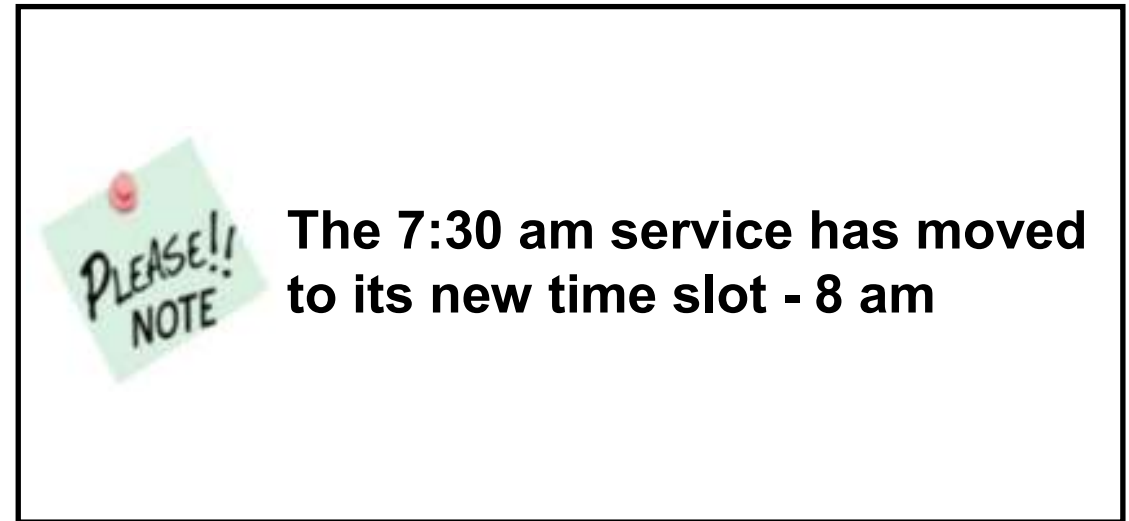 PLEASE!!
NOTE
The 7:30 am service has moved
to its new time slot - 8 am